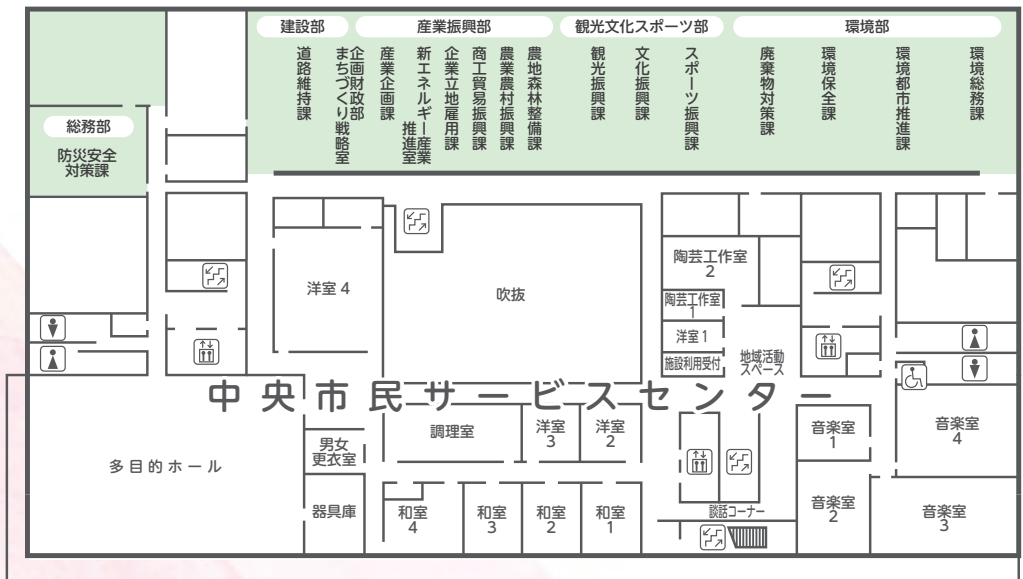 建設部
産業振興部
観光文化スポーツ部
環境部
道路維持課
企画財政部
まちづくり戦略室
産業企画課
新エネルギー産業
推進室
企業立地雇用課
商工貿易振興課
農業農村振興課
農地森林整備課
観光振興課
文化振興課
スポーツ振興課
廃棄物対策課
環境保全課
環境都市推進課
環境総務課
総務部
防災安全
対策課
洋室 4
吹抜
陶芸工作室
2
陶芸工作室
1
洋室 1
施設利用受付
地域活動
スペース
中央市民サービスセンター
多目的ホール
男女
更衣室
器具庫
調理室
洋室
3
洋室
2
和室
4
和室
3
和室
2
和室
1
談話コーナー
音楽室
1
音楽室
2
音楽室
4
音楽室
3